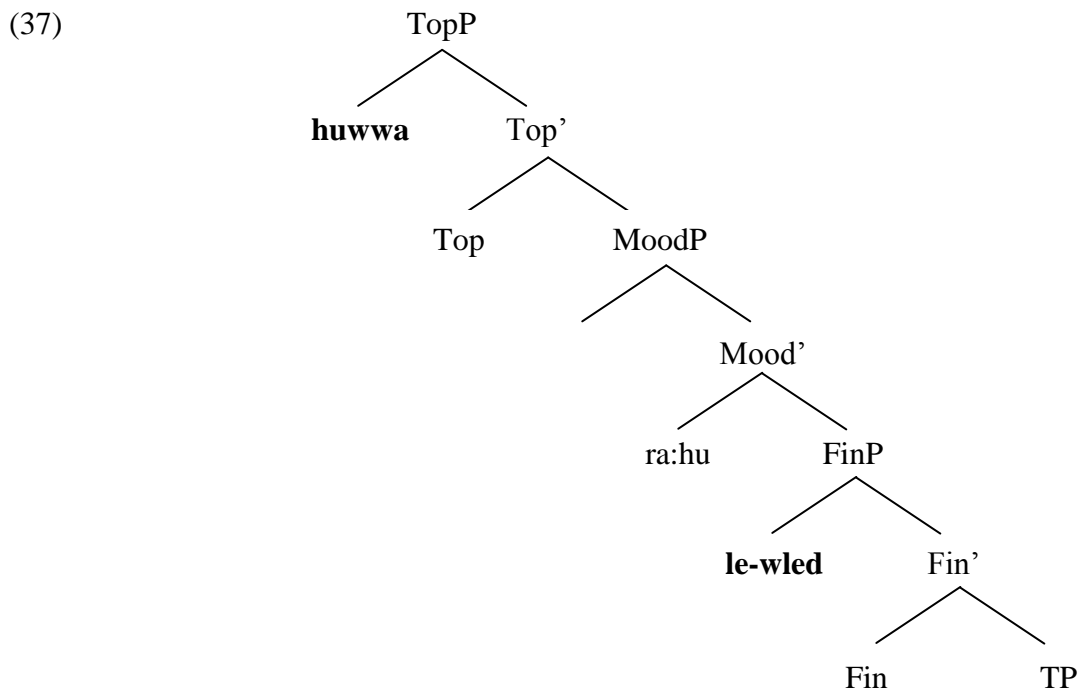 (37) TopP
huwwa Top’
Top MoodP
Mood’
ra:hu FinP
le-wled Fin’
Fin TP